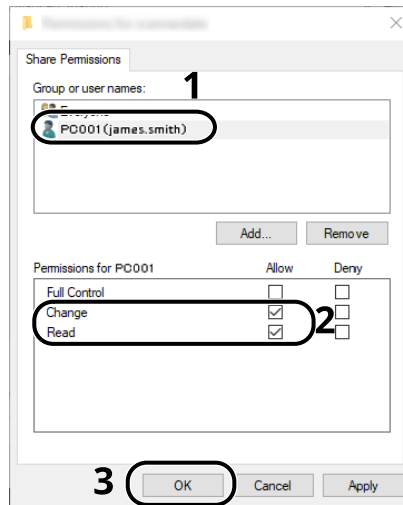 Share Permissions
Group or user names:
1
Everyone
PC001(james.smith)
Add...
Remove
Permissions for PC001
Allow
Deny
Full Control
Change
Read
2
3
OK
Cancel
Apply